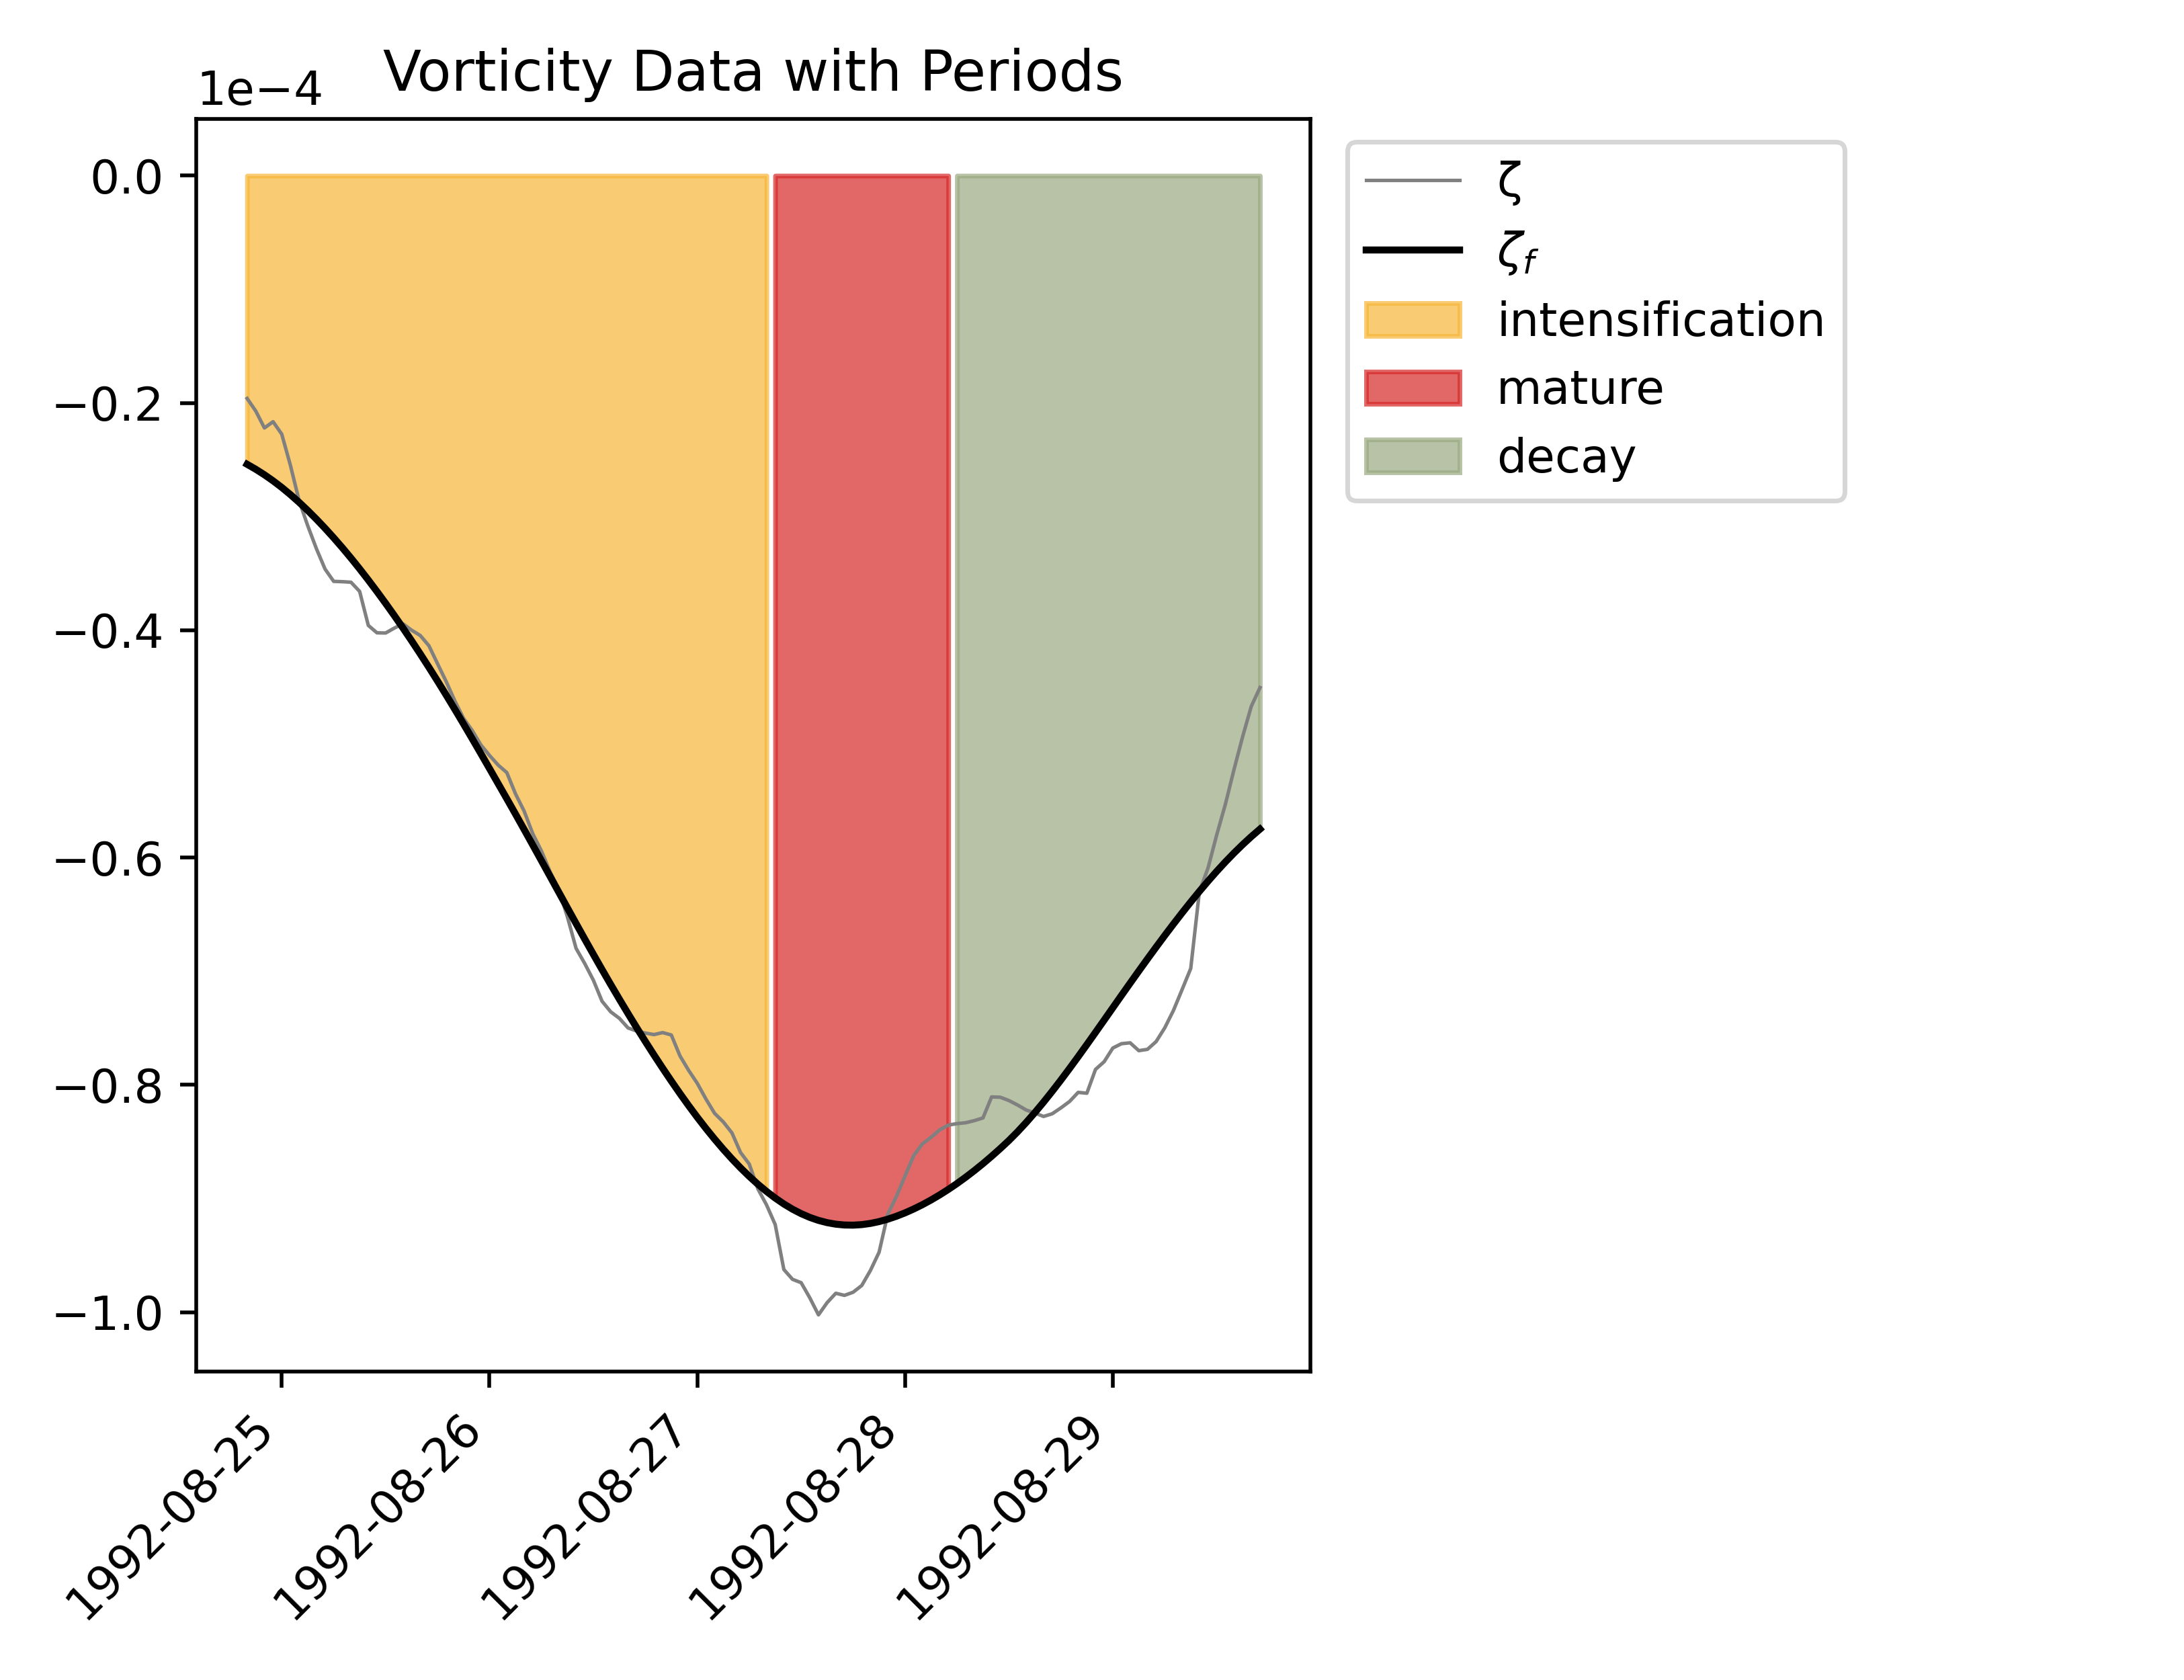 Vorticity Data with Periods
1e−4
0.0
−0.2
−0.4
−0.6
−0.8
−1.0
1992-08-25
1992-08-26
1992-08-27
1992-08-28
1992-08-29
ζ
ζf
intensification
mature
decay